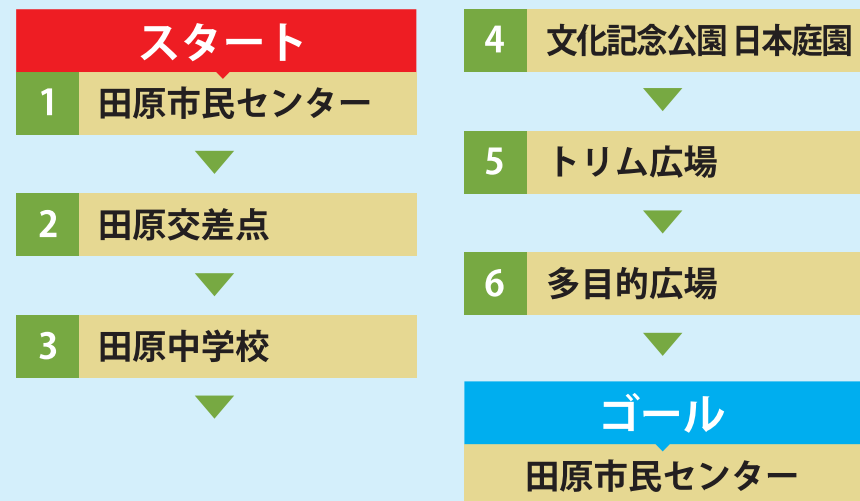 スタート
1 田原市民センター
2 田原交差点
3 田原中学校
4 文化記念公園 日本庭園
5 トリム広場
6 多目的広場
ゴール
田原市民センター